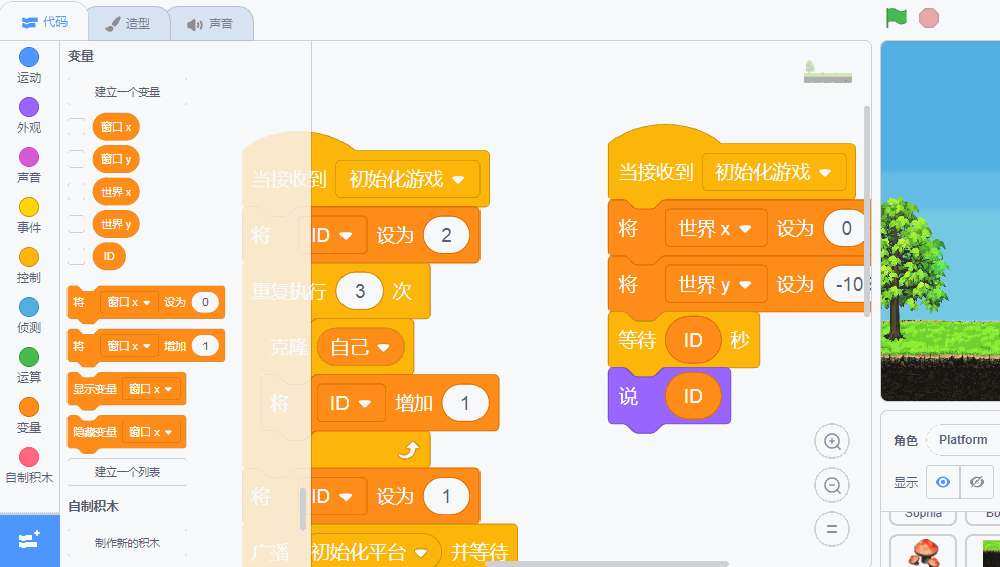 代码
造型
声音
运动
外观
声音
事件
控制
侦测
运算
变量
自制积木
变量
建立一个变量
窗口 x
窗口 y
世界 x
世界 y
ID
将 窗口 x 设为 0
将 窗口 x 增加 1
显示变量 窗口 x
隐藏变量 窗口 x
建立一个列表
自制积木
制作新的积木
当接收到 初始化游戏
将 ID 设为 2
重复执行 3 次
克隆 自己
将 ID 增加 1
将 ID 设为 1
广播 初始化平台 并等待
当接收到 初始化游戏
将 世界 x 设为 0
将 世界 y 设为 -10
等待 ID 秒
说 ID
角色 Platform
显示
Sophia
Bo